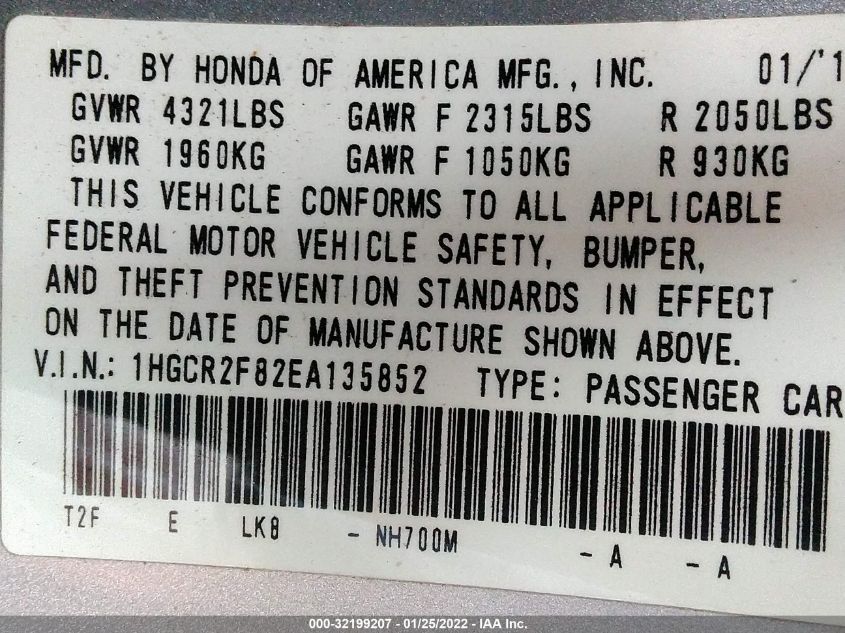 MFD. BY HONDA OF AMERICA MFG., INC. 01/'1
GVWR 4321LBS GAWR F 2315LBS R 2050LBS
GVWR 1960KG GAWR F 1050KG R 930KG
THIS VEHICLE CONFORMS TO ALL APPLICABLE
FEDERAL MOTOR VEHICLE SAFETY, BUMPER,
AND THEFT PREVENTION STANDARDS IN EFFECT
ON THE DATE OF MANUFACTURE SHOWN ABOVE.
V.I.N.: 1HGCR2F82EA135852 TYPE: PASSENGER CAR
T2F E LK8 - NH700M - A - A
000-32199207 - 01/25/2022 - IAA Inc.